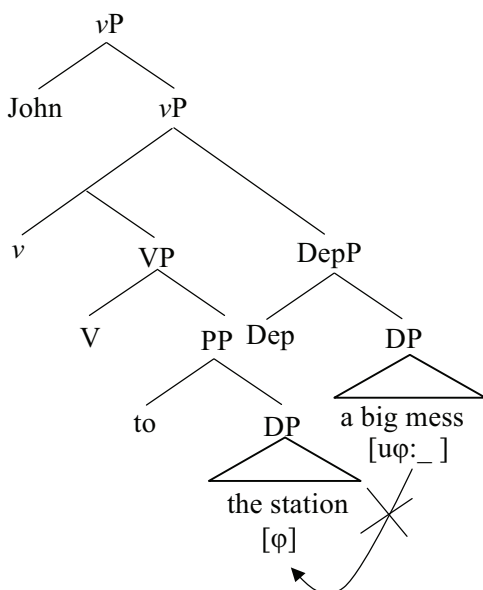 vP
John vP
v VP DepP
V PP Dep DP
to DP a big mess
[uφ:_ ]
the station
[φ]